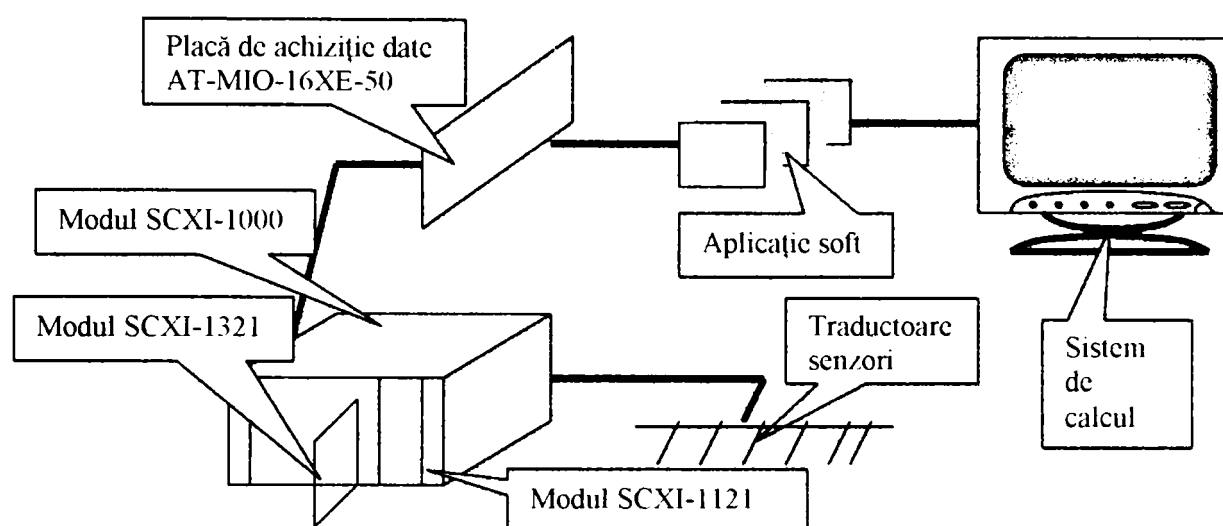 Placă de achiziție date
AT-MIO-16XE-50
Modul SCXI-1000
Aplicație soft
Modul SCXI-1321
Traductoare
senzori
Sistem
de
calcul
Modul SCXI-1121